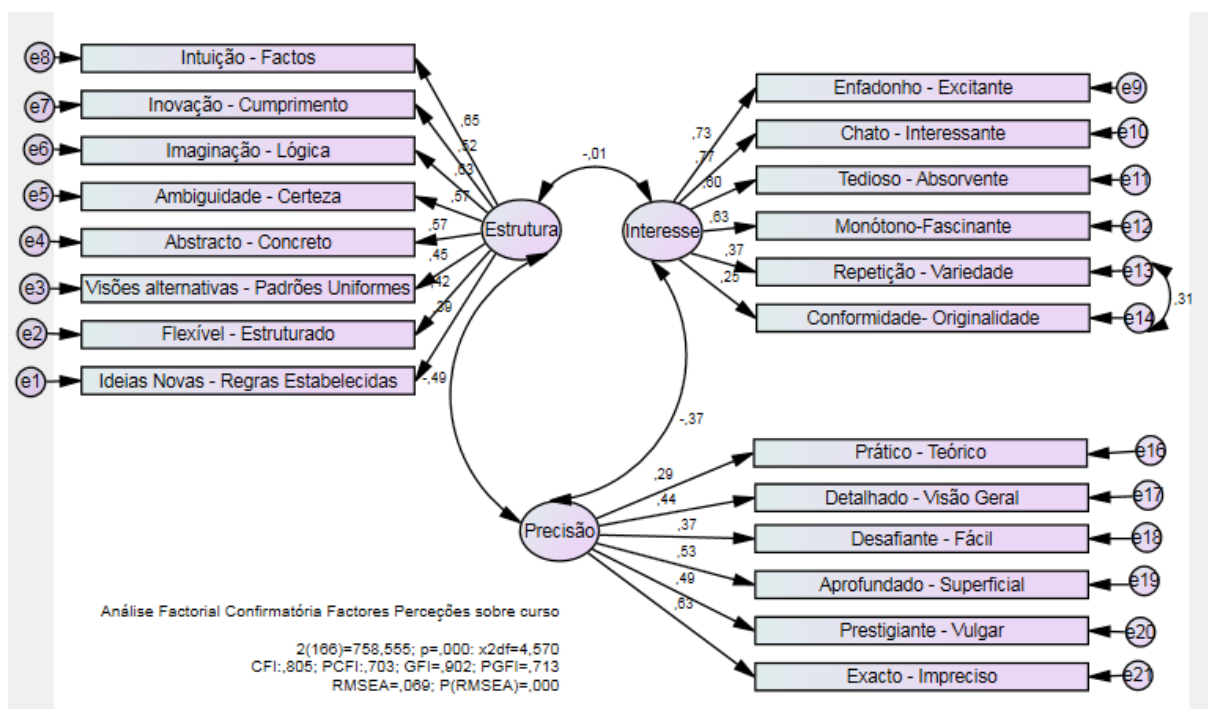 e8
Intuição - Factos
e7
Inovação - Cumprimento
e6
Imaginação - Lógica
e5
Ambiguidade - Certeza
e4
Abstracto - Concreto
e3
Visões alternativas - Padrões Uniformes
e2
Flexível - Estruturado
e1
Ideias Novas - Regras Estabelecidas
,65
,52
,63
,57
,57
,45
,42
,39
Estrutura
-,01
Interesse
-,49
-,37
,73
,77
,60
,63
,37
,25
Enfadonho - Excitante
e9
Chato - Interessante
e10
Tedioso - Absorvente
e11
Monótono-Fascinante
e12
Repetição - Variedade
e13
Conformidade- Originalidade
e14
,31
Precisão
,29
,44
,37
,53
,49
,63
Prático - Teórico
e16
Detalhado - Visão Geral
e17
Desafiante - Fácil
e18
Aprofundado - Superficial
e19
Prestigiante - Vulgar
e20
Exacto - Impreciso
e21
Análise Factorial Confirmatória Factores Perceções sobre curso
2(166)=758,555; p=,000: x2df=4,570
CFI:,805; PCFI:,703; GFI=,902; PGFI=,713
RMSEA=,069; P(RMSEA)=,000